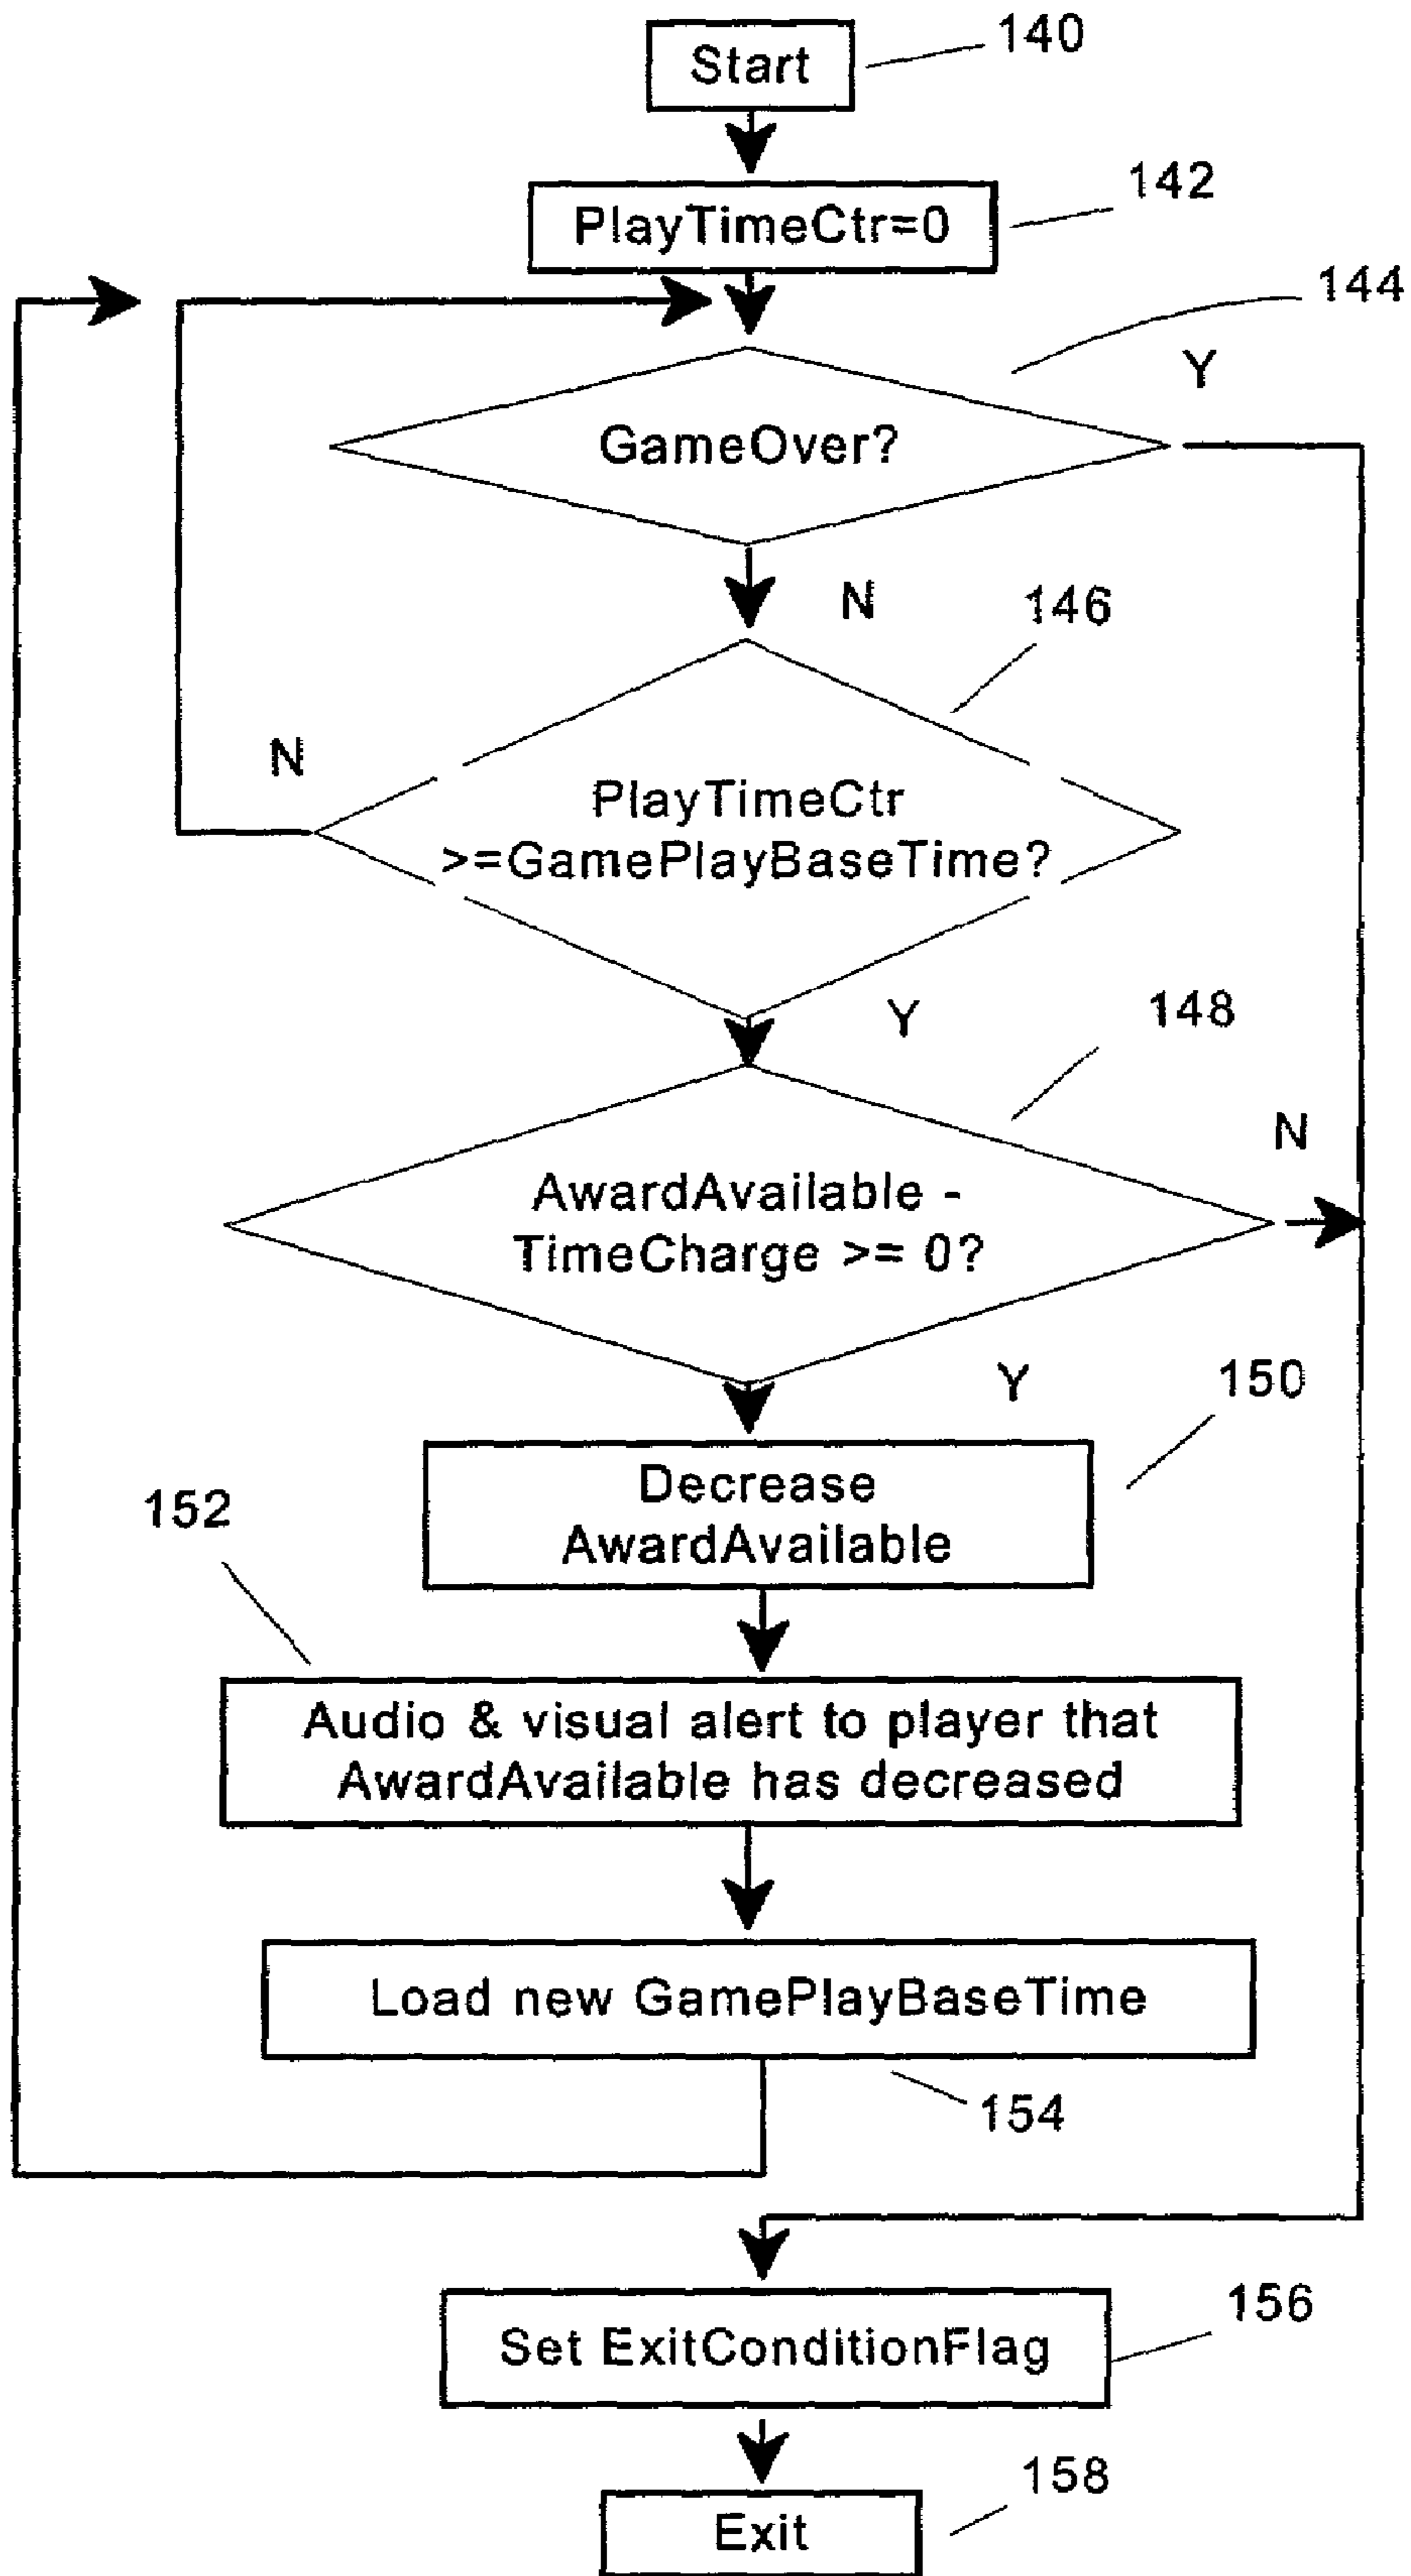 Start
140
PlayTimeCtr=0
142
144
Y
GameOver?
N
146
N
PlayTimeCtr
>=GamePlayBaseTime?
Y
148
N
AwardAvailable -
TimeCharge >= 0?
Y
150
Decrease
AwardAvailable
152
Audio & visual alert to player that
AwardAvailable has decreased
Load new GamePlayBaseTime
154
156
Set ExitConditionFlag
158
Exit